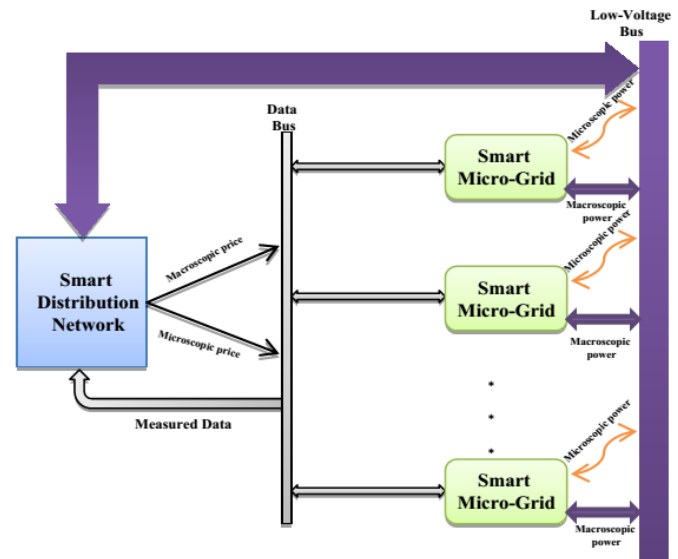 Low-Voltage
Bus
Data
Bus
Microscopic power
Smart
Micro-Grid
Macroscopic
power
Macroscopic price
Microscopic power
Smart
Distribution
Network
Smart
Micro-Grid
Microscopic price
Macroscopic
power
*
*
*
Measured Data
Microscopic power
Smart
Micro-Grid
Macroscopic
power